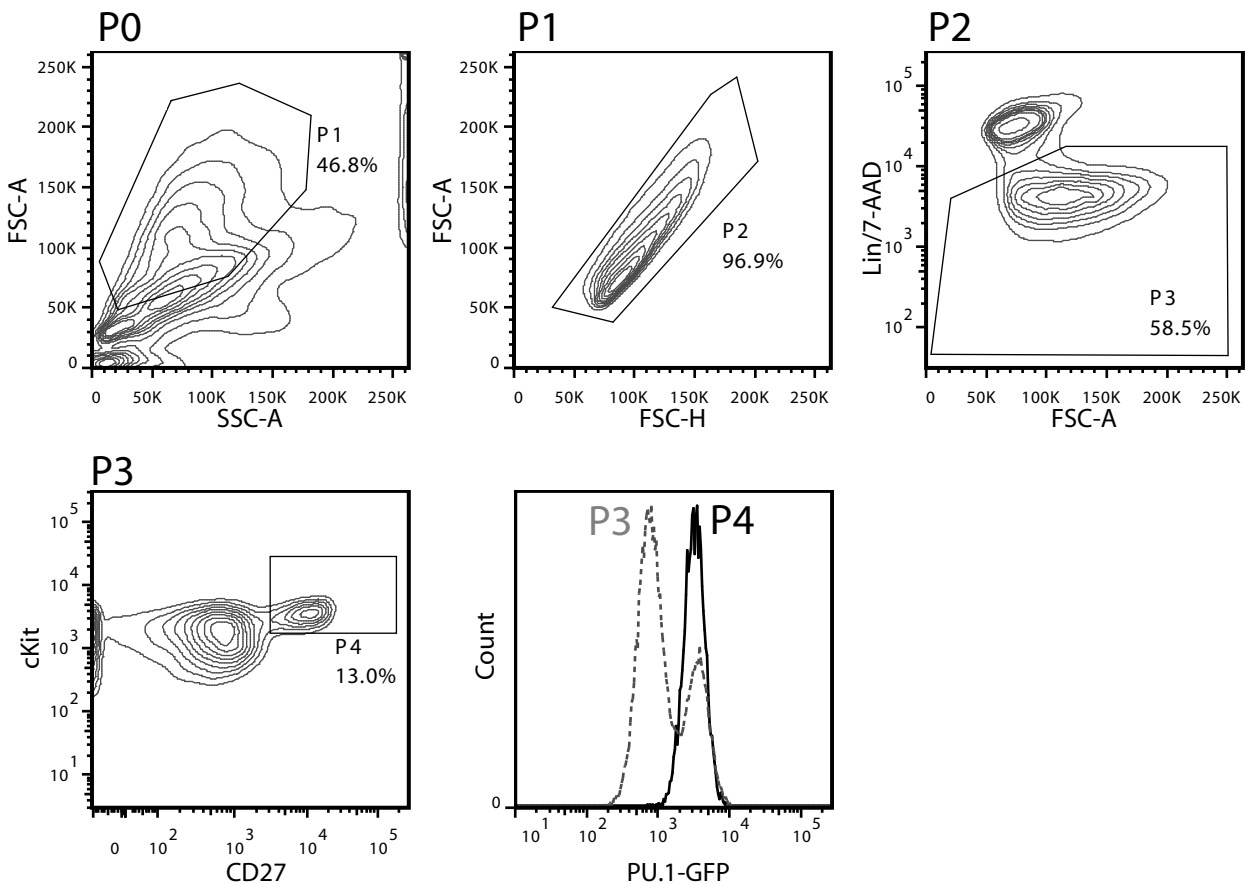 P0
250K
200K
150K
100K
50K
0
FSC-A
P1
46.8%
0 50K 100K 150K 200K 250K
SSC-A
P1
250K
200K
150K
100K
50K
0
FSC-A
P2
96.9%
0 50K 100K 150K 200K 250K
FSC-H
P2
10^5
10^4
10^3
10^2
Lin/7-AAD
P3
58.5%
0 50K 100K 150K 200K 250K
FSC-A
P3
10^5
10^4
10^3
10^2
10^1
cKit
P4
13.0%
0 10^2 10^3 10^4 10^5
CD27
P3 P4
Count
0
10^1 10^2 10^3 10^4 10^5
PU.1-GFP